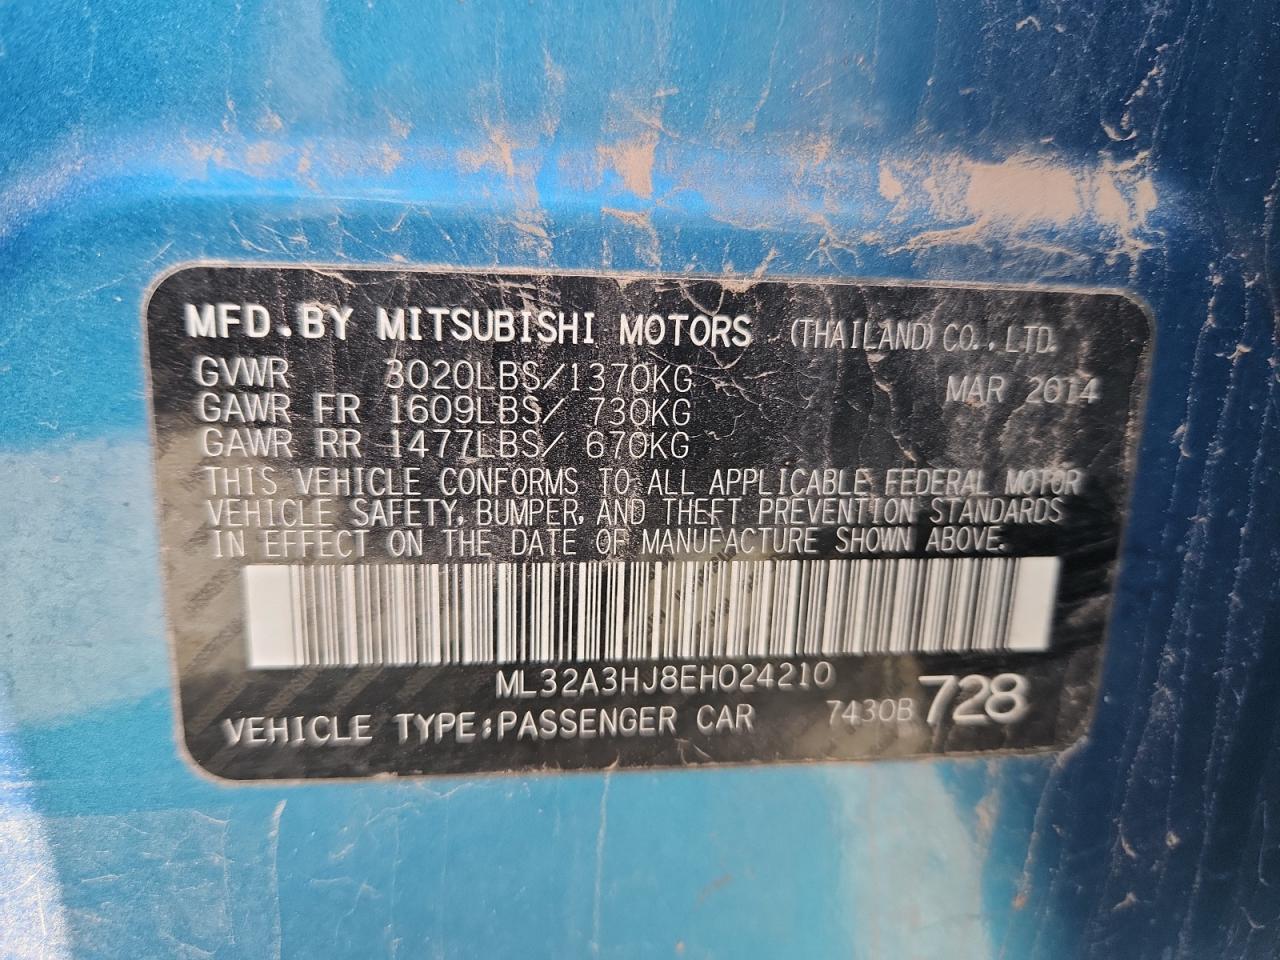 MFD.BY MITSUBISHI MOTORS (THAILAND) CO., LTD.
GVWR 3020LBS/1370KG MAR 2014
GAWR FR 1609LBS/ 730KG
GAWR RR 1477LBS/ 670KG
THIS VEHICLE CONFORMS TO ALL APPLICABLE FEDERAL MOTOR
VEHICLE SAFETY, BUMPER, AND THEFT PREVENTION STANDARDS
IN EFFECT ON THE DATE OF MANUFACTURE SHOWN ABOVE.
ML32A3HJ8EH024210
VEHICLE TYPE:PASSENGER CAR 7430B 728